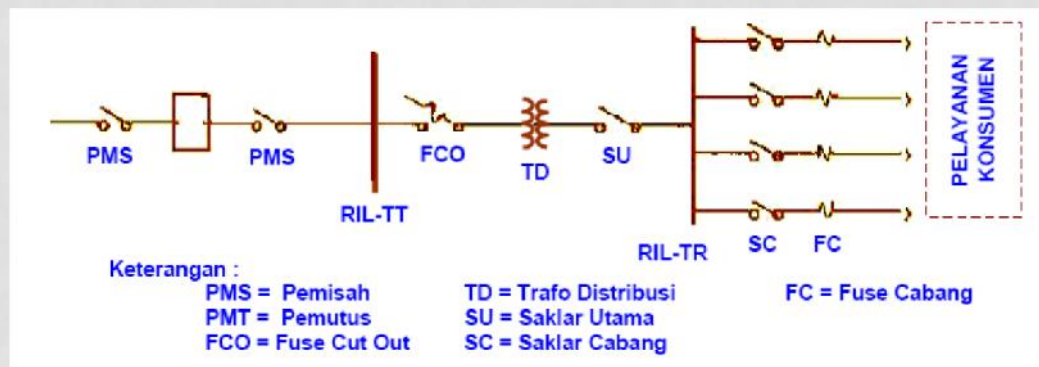 PMS
PMS
RIL-TT
FCO
TD
SU
RIL-TR
SC
FC
PELAYANAN
KONSUMEN
Keterangan :
PMS = Pemisah
PMT = Pemutus
FCO = Fuse Cut Out
TD = Trafo Distribusi
SU = Saklar Utama
SC = Saklar Cabang
FC = Fuse Cabang